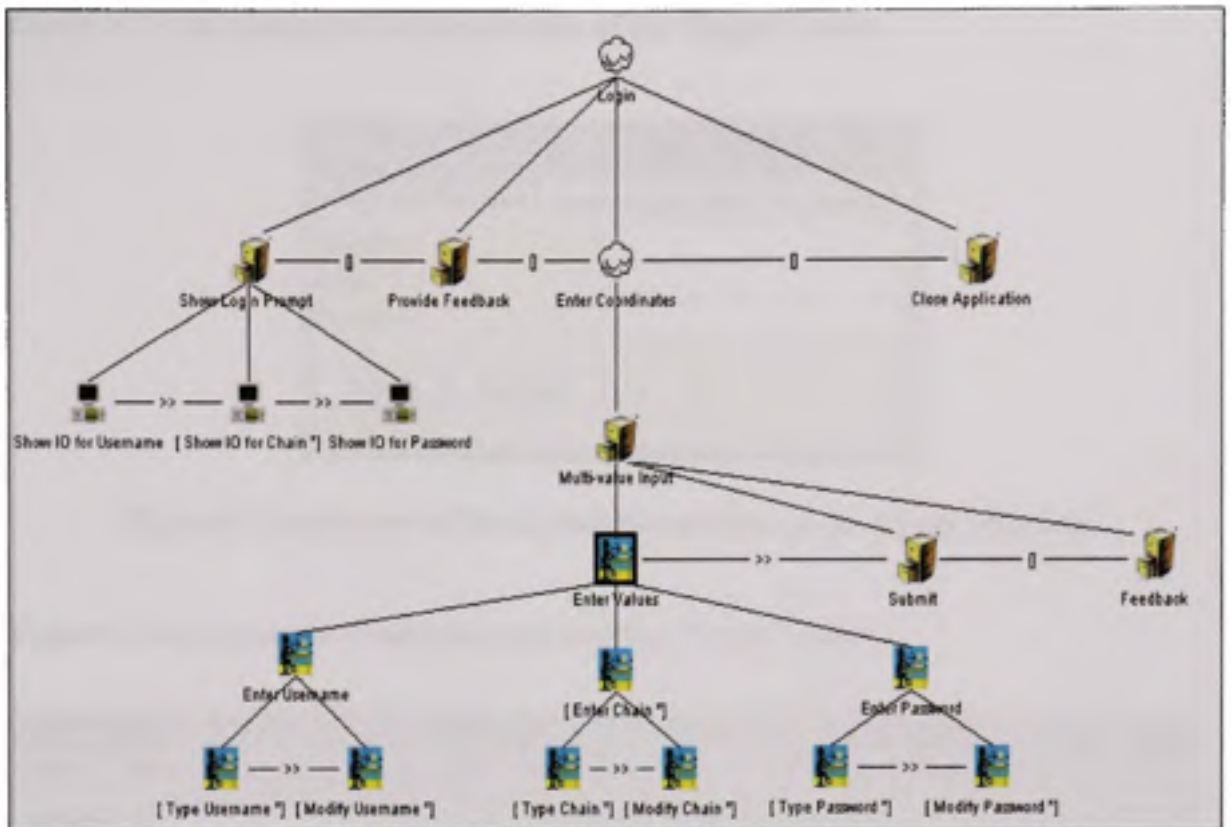 Login
[]
[]
[]
Show Login Prompt
Provide Feedback
Enter Coordinates
Close Application
>>
>>
Show IO for Username
[ Show IO for Chain *]
Show IO for Password
Multi-value Input
>>
[]
Enter Values
Submit
Feedback
Enter Username
[ Enter Chain *]
Enter Password
>>
>>
>>
[ Type Username *]
[ Modify Username *]
[ Type Chain *]
[ Modify Chain *]
[ Type Password *]
[ Modify Password *]